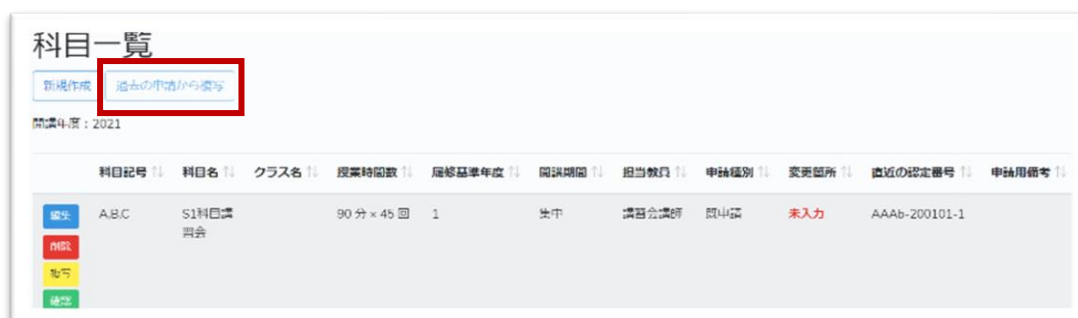 科目一覧
新規作成 過去の申請から複写
開講年度：2021
科目記号 科目名 クラス名 授業時間数 履修基準年度 開講期間 担当教員 申請種別 変更箇所 直近の認定番号 申請用備考
編集 A,B,C S1科目講 90 分 × 45 回 1 集中 講習会講師 既申請 未入力 AAAb-200101-1
習会
削除
複写
確認